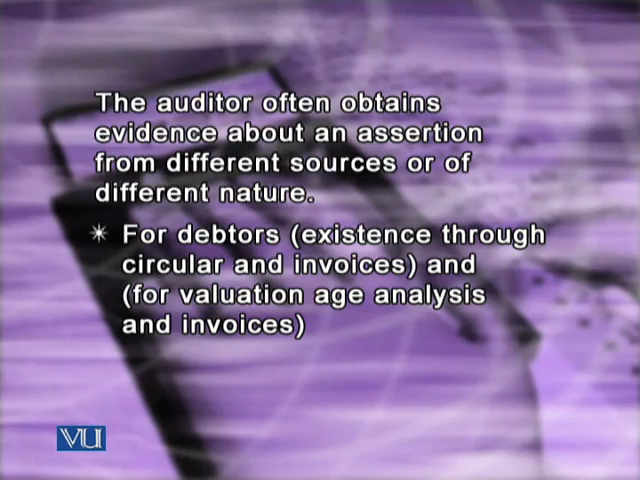 The auditor often obtains
evidence about an assertion
from different sources or of
different nature.
* For debtors (existence through
circular and invoices) and
(for valuation age analysis
and invoices)
VU